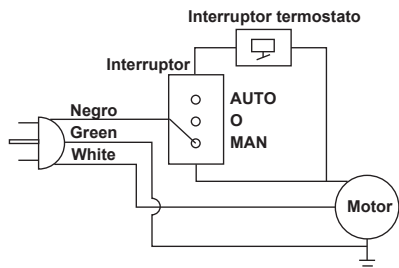 Interruptor termostato
Interruptor
AUTO
Negro
O
Green
MAN
White
Motor